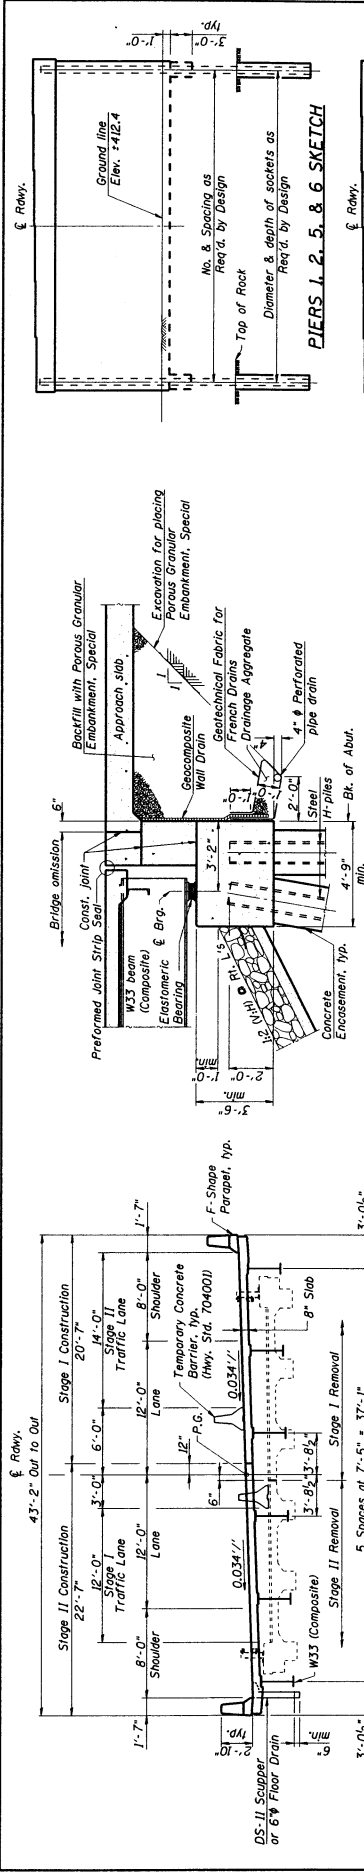 ℄ Rdwy.
43'-2" Out to Out
Stage II Construction
22'-7"
Stage I Construction
20'-7"
12'-0"
Stage I
Traffic Lane
3'-0"
6'-0"
14'-0"
Stage II
Traffic Lane
1'-7"
8'-0"
Shoulder
12'-0"
Lane
12'-0"
Lane
8'-0"
Shoulder
1'-7"
12"
P.G.
Temporary Concrete
Barrier, typ.
(Hwy. Std. 704001)
F-Shape
Parapet, typ.
2'-10"
typ.
0.034'/'
6"
0.034'/'
8" Slab
DS-11 Scupper
or 6"φ Floor Drain
6"
min.
W33 (Composite)
3'-8½"
3'-8½"
Stage II Removal
Stage I Removal
3'-0½"
5 Spaces at 7'-5" = 37'-1"
3'-0½"
Bridge omission
6"
Const. joint
Preformed Joint Strip Seal
W33 beam
(Composite)
Elastomeric
Bearing
℄ Brg.
Backfill with Porous Granular
Embankment, Special
Approach slab
Excavation for placing
Porous Granular
Embankment, Special
1
1
Geocomposite
Wall Drain
Geotechnical Fabric for
French Drains
Drainage Aggregate
4" φ Perforated
pipe drain
3'-6"
min.
1'-0"
min.
2'-0"
1:2 (V:H) @ Rt. L's
3'-2"
1'-0"
1'-0"
4"
2'-0"
Steel
H-piles
Bk. of Abut.
4'-9"
min.
Concrete
Encasement, typ.
℄ Rdwy.
Ground line
Elev. ±412.4
1'-0"
3'-0"
typ.
No. & Spacing as
Req'd. by Design
Top of Rock
Diameter & depth of sockets as
Req'd. by Design
PIERS 1, 2, 5, & 6 SKETCH
℄ Rdwy.